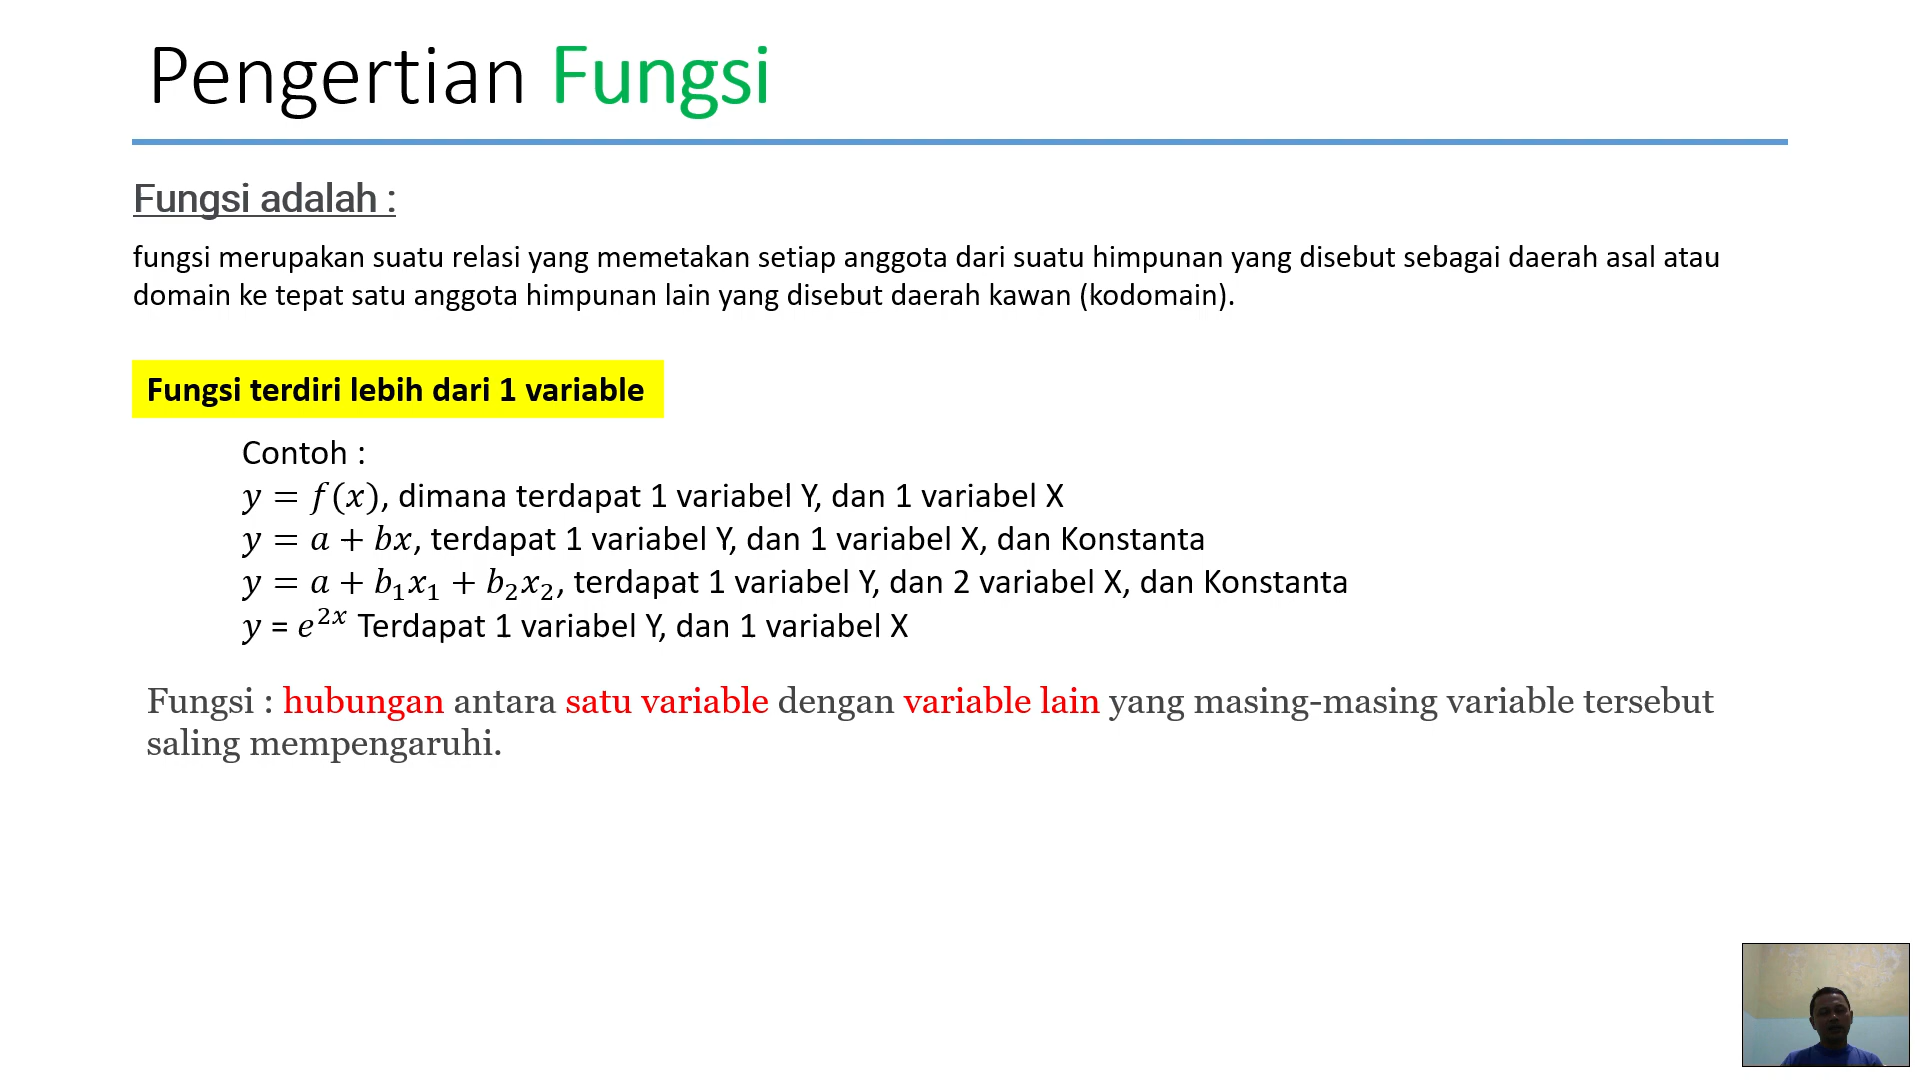 Pengertian Fungsi
Fungsi adalah :
fungsi merupakan suatu relasi yang memetakan setiap anggota dari suatu himpunan yang disebut sebagai daerah asal atau
domain ke tepat satu anggota himpunan lain yang disebut daerah kawan (kodomain).
Fungsi terdiri lebih dari 1 variable
Contoh :
y = f(x), dimana terdapat 1 variabel Y, dan 1 variabel X
y = a + bx, terdapat 1 variabel Y, dan 1 variabel X, dan Konstanta
y = a + b₁x₁ + b₂x₂, terdapat 1 variabel Y, dan 2 variabel X, dan Konstanta
y = e^{2x} Terdapat 1 variabel Y, dan 1 variabel X
Fungsi : hubungan antara satu variable dengan variable lain yang masing-masing variable tersebut
saling mempengaruhi.